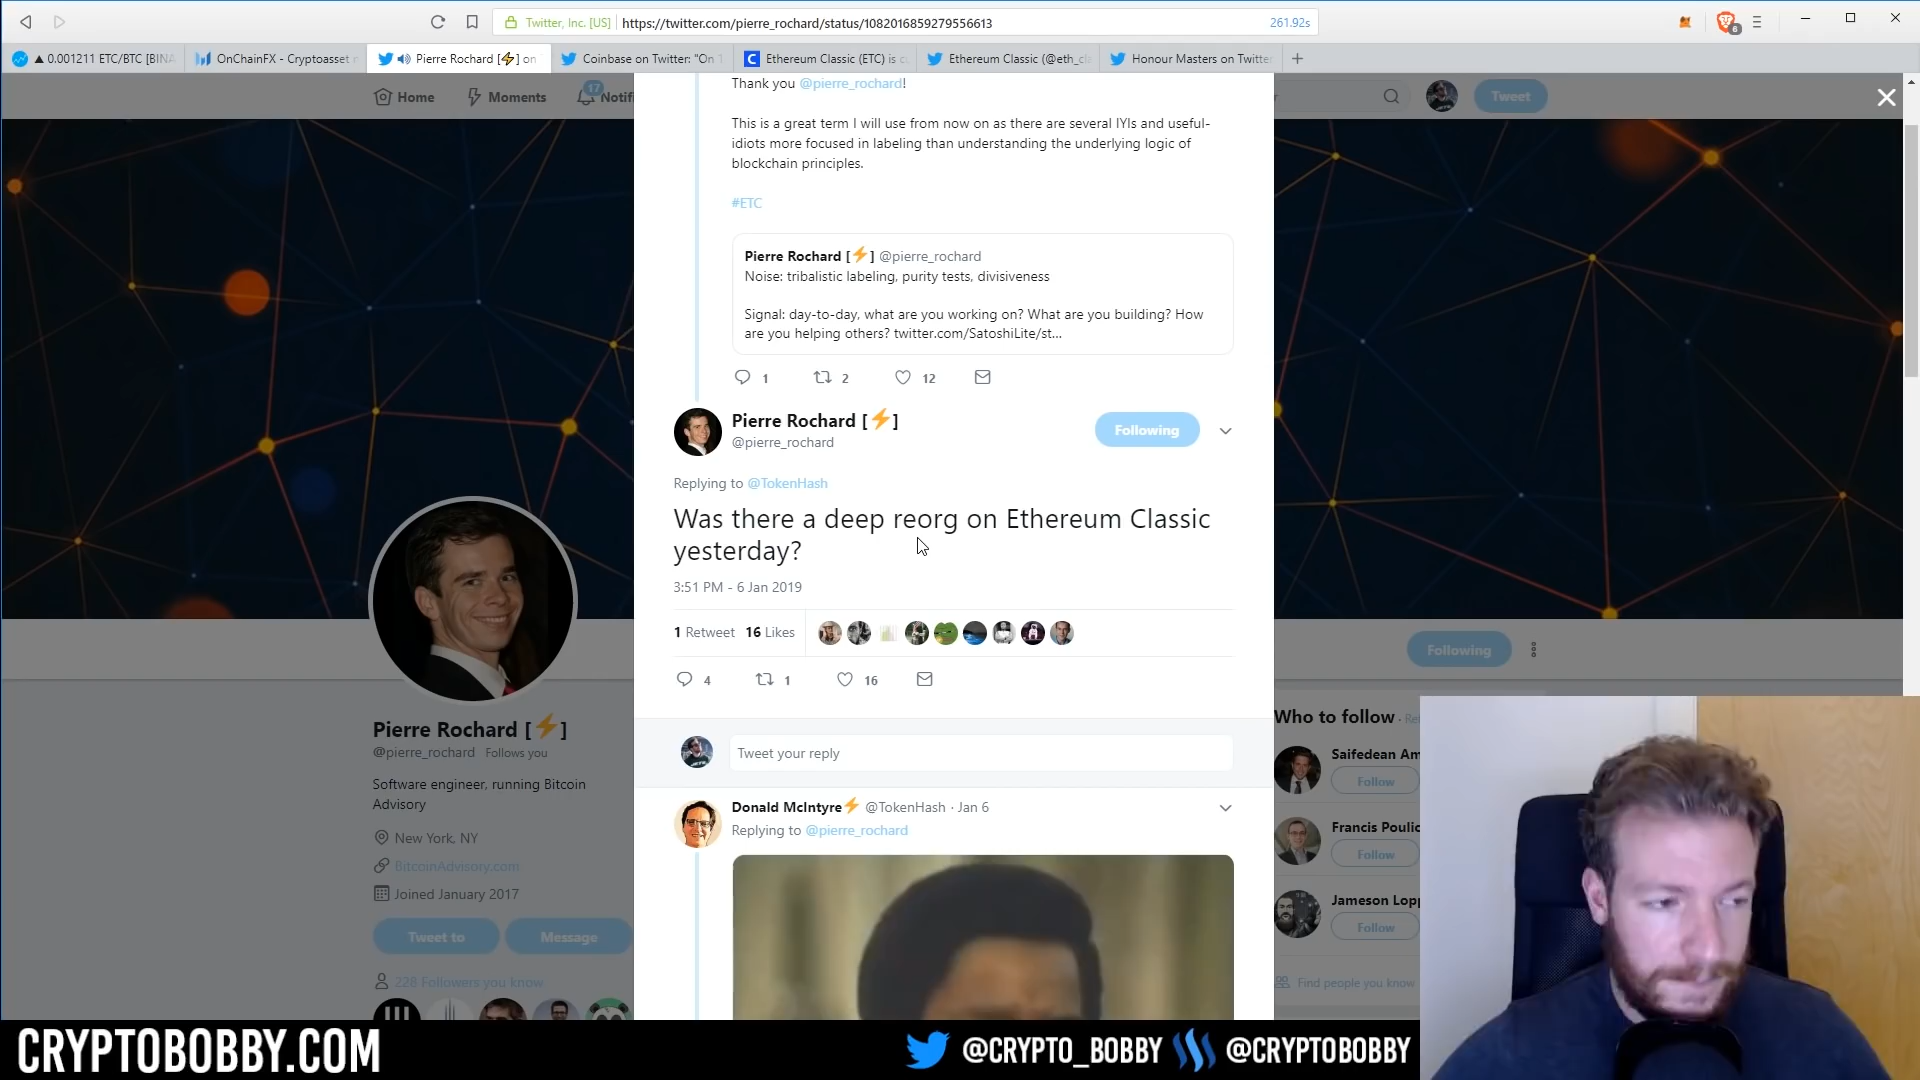 Twitter, Inc. [US]
https://twitter.com/pierre_rochard/status/1082016859279556613
261.92s
6
▲ 0.001211 ETC/BTC [BINA
OnChainFX - Cryptoasset
Pierre Rochard [⚡] on
Coinbase on Twitter: "On
Ethereum Classic (ETC) is
Ethereum Classic (@eth_cl
Honour Masters on Twitte
Home
Moments
17
Notifi
Tweet
Thank you @pierre_rochard!
This is a great term I will use from now on as there are several IYIs and useful-
idiots more focused in labeling than understanding the underlying logic of
blockchain principles.
#ETC
Pierre Rochard [⚡] @pierre_rochard
Noise: tribalistic labeling, purity tests, divisiveness
Signal: day-to-day, what are you working on? What are you building? How
are you helping others? twitter.com/SatoshiLite/st...
1 2 12
Pierre Rochard [⚡]
@pierre_rochard
Following
Replying to @TokenHash
Was there a deep reorg on Ethereum Classic
yesterday?
3:51 PM - 6 Jan 2019
1 Retweet 16 Likes
4 1 16
Tweet your reply
Donald McIntyre⚡ @TokenHash · Jan 6
Replying to @pierre_rochard
Pierre Rochard [⚡]
@pierre_rochard Follows you
Software engineer, running Bitcoin
Advisory
New York, NY
BitcoinAdvisory.com
Joined January 2017
Tweet to
Message
228 Followers you know
Following
Who to follow · Re
Saifedean Am
Follow
Francis Poulio
Follow
Jameson Lopp
Follow
Find people you know
CRYPTOBOBBY.COM
@CRYPTO_BOBBY
@CRYPTOBOBBY